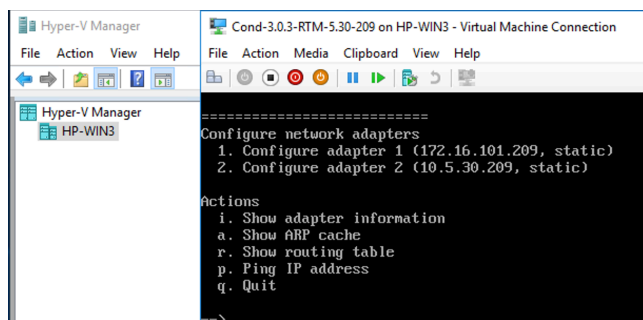 Hyper-V Manager
File Action View Help
Hyper-V Manager
HP-WIN3
Cond-3.0.3-RTM-5.30-209 on HP-WIN3 - Virtual Machine Connection
File Action Media Clipboard View Help
===========================
Configure network adapters
1. Configure adapter 1 (172.16.101.209, static)
2. Configure adapter 2 (10.5.30.209, static)
Actions
i. Show adapter information
a. Show ARP cache
r. Show routing table
p. Ping IP address
q. Quit
-->